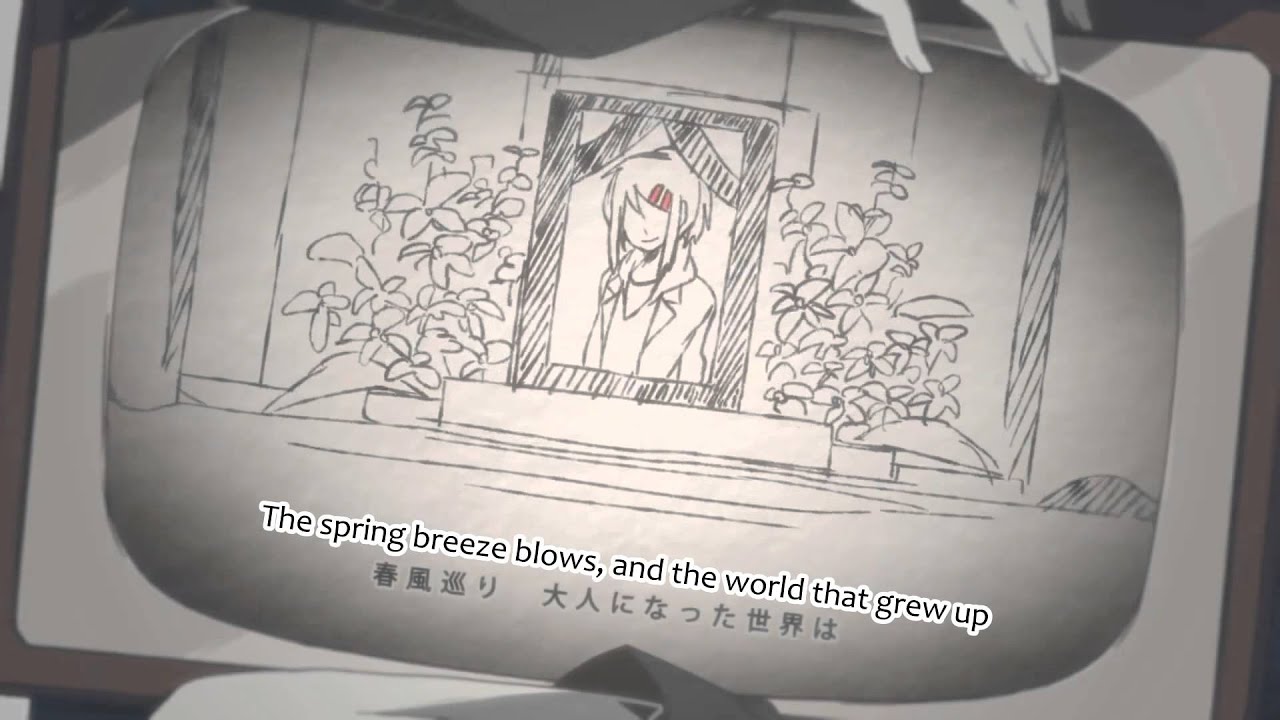 The spring breeze blows, and the world that grew up
春風巡り 大人になった世界は